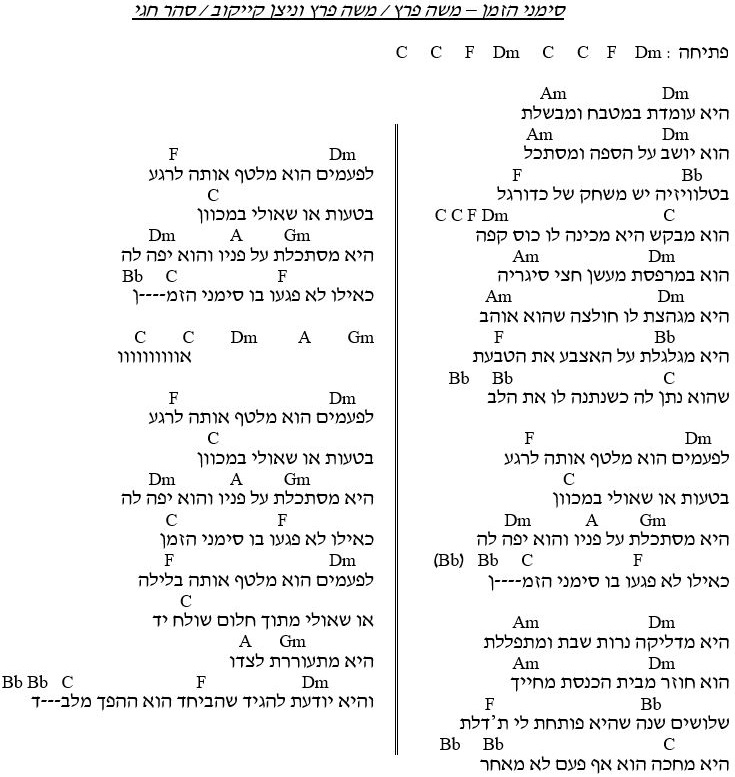 סימני הזמן – משה פרץ / משה פרץ וניצן קייקוב / סהר חגי
פתיחה : Dm F C C Dm F C C
Dm Am
היא עומדת במטבח ומבשלת
Dm Am
הוא יושב על הספה ומסתכל
Bb F
בטלוויזיה יש משחק של כדורגל
C C C F Dm
הוא מבקש היא מכינה לו כוס קפה
Dm Am
הוא במרפסת מעשן חצי סיגריה
Dm Am
היא מגהצת לו חולצה שהוא אוהב
Bb F
היא מגלגלת על האצבע את הטבעת
C Bb Bb
שהוא נתן לה כשנתנה לו את הלב
Dm F
לפעמים הוא מלטף אותה לרגע
C
בטעות או שאולי במכוון
Gm A Dm
היא מסתכלת על פניו והוא יפה לה
F C Bb (Bb)
כאילו לא פגעו בו סימני הזמ----ן
Dm Am
היא מדליקה נרות שבת ומתפללת
Dm Am
הוא חוזר מבית הכנסת מחייך
Bb F
שלושים שנה שהיא פותחת לי ת'דלת
C Bb Bb
היא מחכה הוא אף פעם לא מאחר
Dm F
לפעמים הוא מלטף אותה לרגע
C
בטעות או שאולי במכוון
Gm A Dm
היא מסתכלת על פניו והוא יפה לה
F C Bb
כאילו לא פגעו בו סימני הזמ----ן
Gm A Dm C C
אווווווווווו
Dm F
לפעמים הוא מלטף אותה לרגע
C
בטעות או שאולי במכוון
Gm A Dm
היא מסתכלת על פניו והוא יפה לה
F C
כאילו לא פגעו בו סימני הזמן
Dm F
לפעמים הוא מלטף אותה בלילה
C
או שאולי מתוך חלום שולח יד
Gm A
היא מתעוררת לצדו
Dm F C Bb Bb
והיא יודעת להגיד שהביחד הוא ההפך מלב---ד